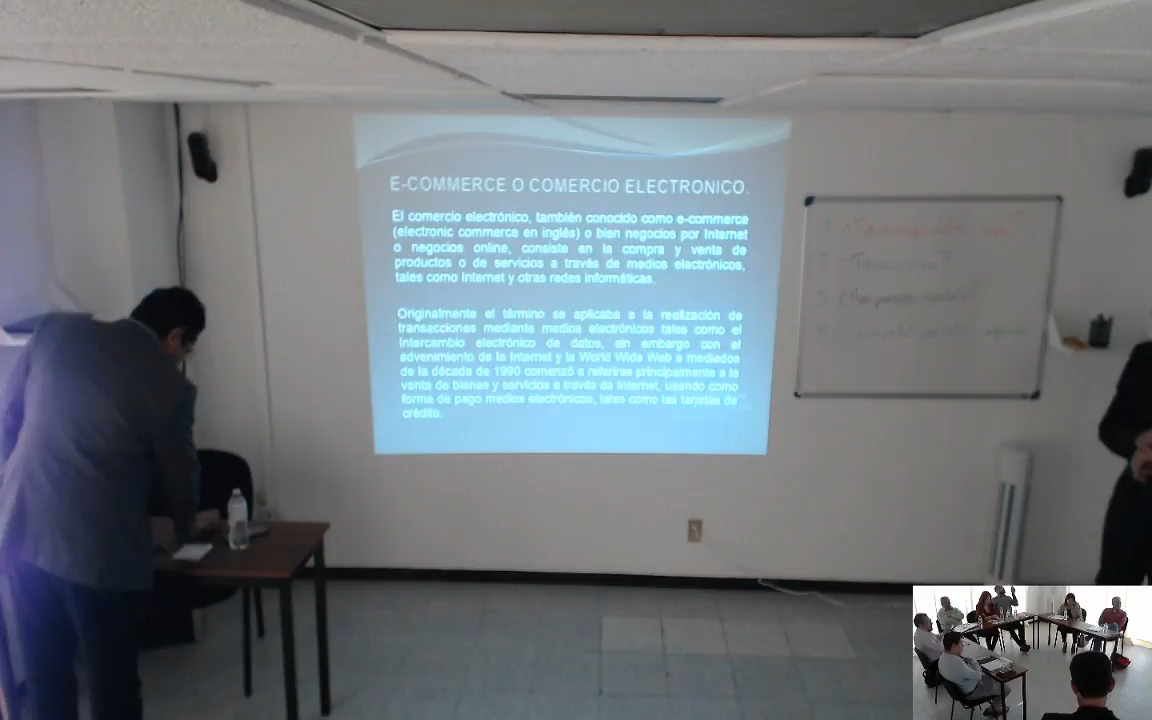 E-COMMERCE O COMERCIO ELECTRONICO.
El comercio electrónico, también conocido como e-commerce
(electronic commerce en inglés) o bien negocios por Internet
o negocios online, consiste en la compra y venta de
productos o de servicios a través de medios electrónicos,
tales como Internet y otras redes informáticas.
Originalmente el término se aplicaba a la realización de
transacciones mediante medios electrónicos tales como el
Intercambio electrónico de datos, sin embargo con el
advenimiento de la Internet y la World Wide Web a mediados
de la década de 1990 comenzó a referirse principalmente a la
venta de bienes y servicios a través de Internet, usando como
forma de pago medios electrónicos, tales como las tarjetas de
crédito.